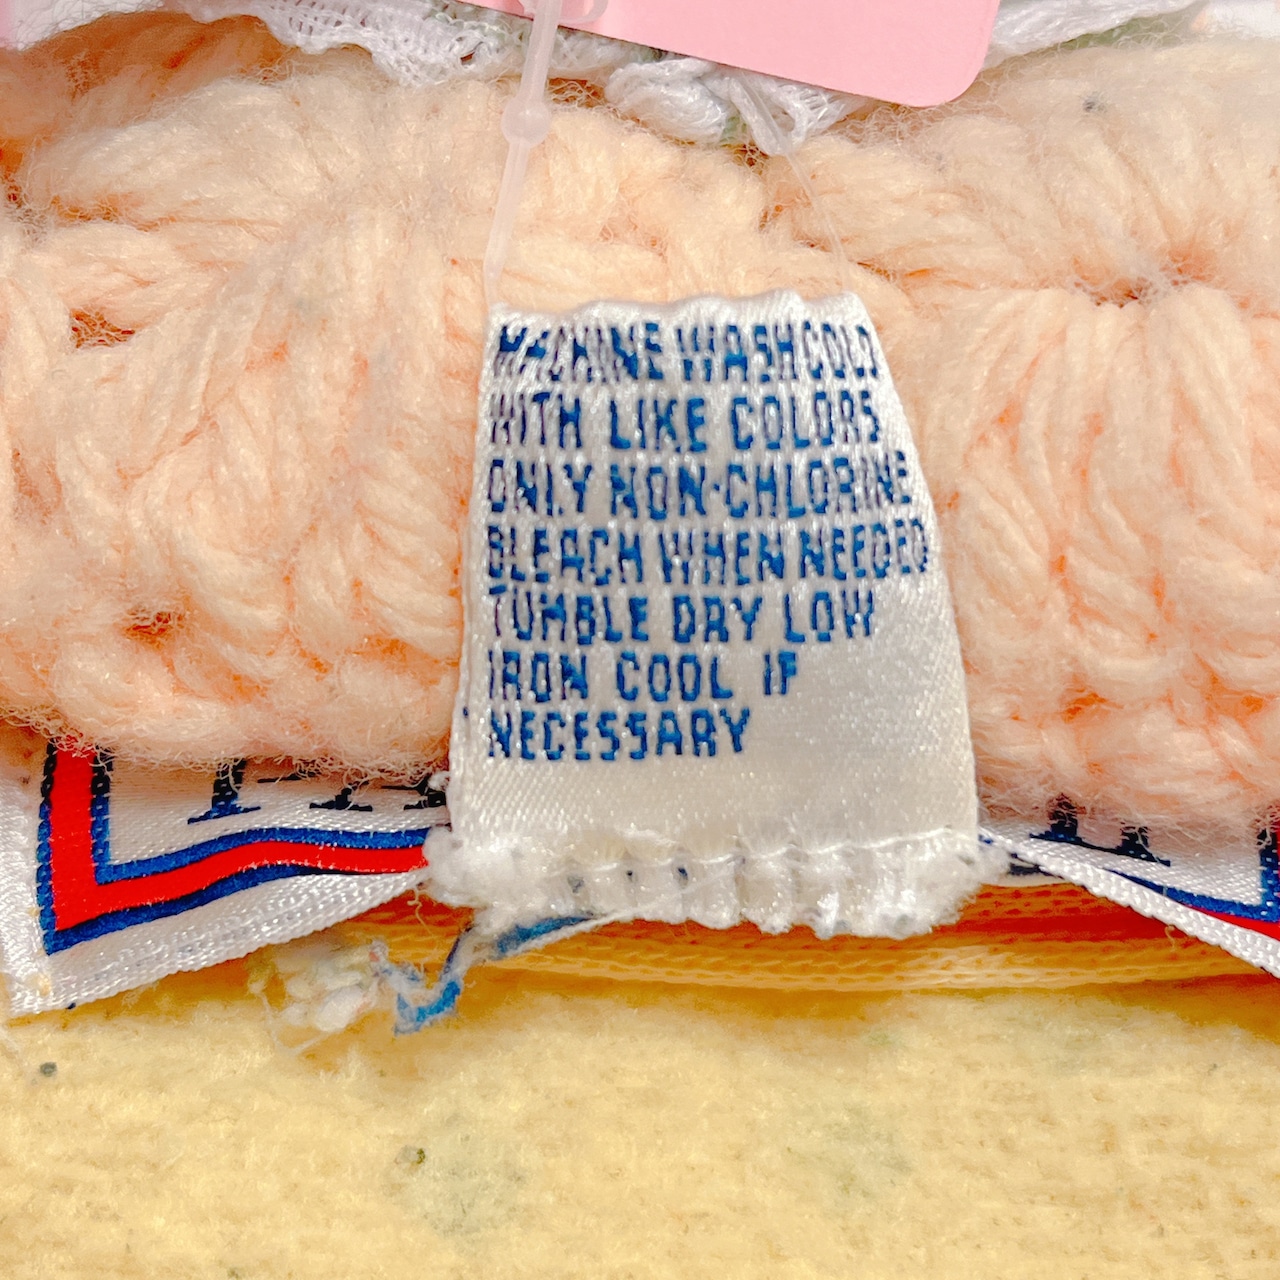 MACHINE WASH COLD
WITH LIKE COLORS
ONLY NON-CHLORINE
BLEACH WHEN NEEDED
TUMBLE DRY LOW
IRON COOL IF
NECESSARY